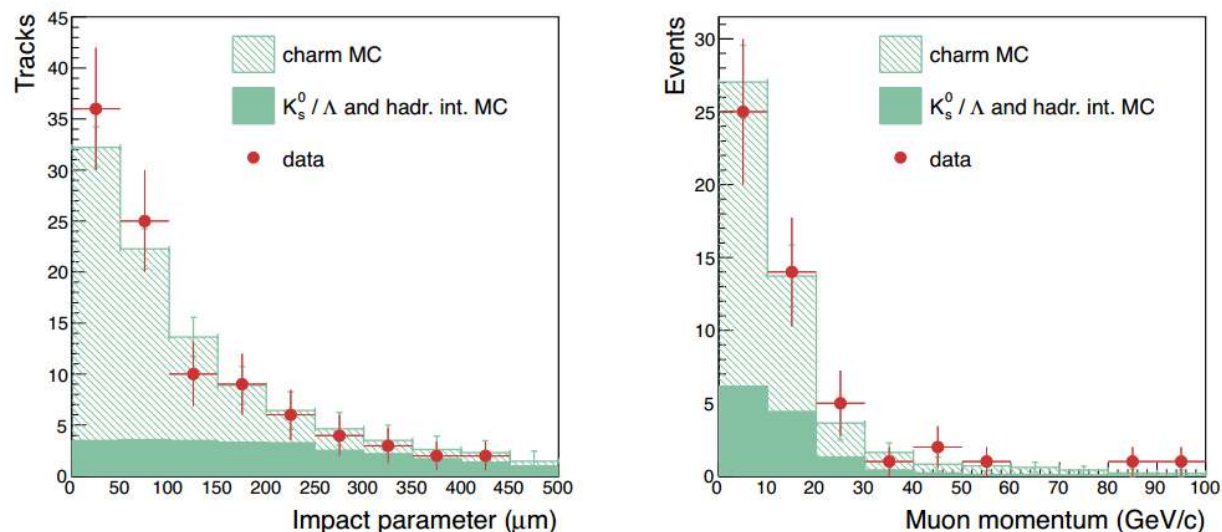 Tracks
45
40
35
30
25
20
15
10
5
0
charm MC
K⁰ₛ / Λ and hadr. int. MC
data
0 50 100 150 200 250 300 350 400 450 500
Impact parameter (μm)
Events
30
25
20
15
10
5
0
charm MC
K⁰ₛ / Λ and hadr. int. MC
data
0 10 20 30 40 50 60 70 80 90 100
Muon momentum (GeV/c)